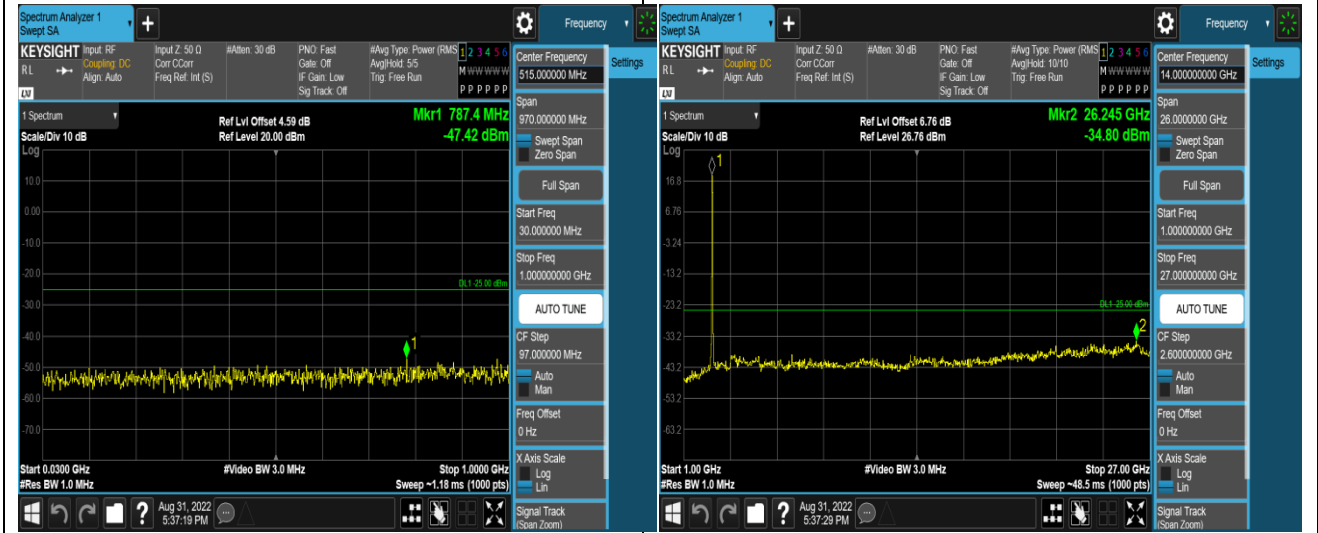 Spectrum Analyzer 1
Swept SA
Frequency
KEYSIGHT
Input: RF
Coupling: DC
Align: Auto
Input Z: 50 Ω
Corr CCorr
Freq Ref: Int (S)
#Atten: 30 dB
PNO: Fast
Gate: Off
IF Gain: Low
Sig Track: Off
#Avg Type: Power (RMS
Avg|Hold: 5/5
Trig: Free Run
1 2 3 4 5 6
M W W W W W
P P P P P P
RL
LXI
1 Spectrum
Scale/Div 10 dB
Log
Ref Lvl Offset 4.59 dB
Ref Level 20.00 dBm
Mkr1 787.4 MHz
-47.42 dBm
10.0
0.00
-10.0
-20.0
-30.0
-40.0
-50.0
-60.0
-70.0
DL1 -25.00 dBm
1
Start 0.0300 GHz
#Res BW 1.0 MHz
#Video BW 3.0 MHz
Stop 1.0000 GHz
Sweep ~1.18 ms (1000 pts)
Aug 31, 2022
5:37:19 PM
Center Frequency
515.000000 MHz
Span
970.000000 MHz
Swept Span
Zero Span
Full Span
Start Freq
30.000000 MHz
Stop Freq
1.000000000 GHz
AUTO TUNE
CF Step
97.000000 MHz
Auto
Man
Freq Offset
0 Hz
X Axis Scale
Log
Lin
Signal Track
(Span Zoom)
Settings
Spectrum Analyzer 1
Swept SA
Frequency
KEYSIGHT
Input: RF
Coupling: DC
Align: Auto
Input Z: 50 Ω
Corr CCorr
Freq Ref: Int (S)
#Atten: 30 dB
PNO: Fast
Gate: Off
IF Gain: Low
Sig Track: Off
#Avg Type: Power (RMS
Avg|Hold: 10/10
Trig: Free Run
1 2 3 4 5 6
M W W W W W
P P P P P P
RL
LXI
1 Spectrum
Scale/Div 10 dB
Log
Ref Lvl Offset 6.76 dB
Ref Level 26.76 dBm
Mkr2 26.245 GHz
-34.80 dBm
16.8
6.76
-3.24
-13.2
-23.2
-33.2
-43.2
-53.2
-63.2
1
DL1 -25.00 dBm
2
Start 1.00 GHz
#Res BW 1.0 MHz
#Video BW 3.0 MHz
Stop 27.00 GHz
Sweep ~48.5 ms (1000 pts)
Aug 31, 2022
5:37:29 PM
Center Frequency
14.000000000 GHz
Span
26.0000000 GHz
Swept Span
Zero Span
Full Span
Start Freq
1.000000000 GHz
Stop Freq
27.000000000 GHz
AUTO TUNE
CF Step
2.600000000 GHz
Auto
Man
Freq Offset
0 Hz
X Axis Scale
Log
Lin
Signal Track
(Span Zoom)
Settings